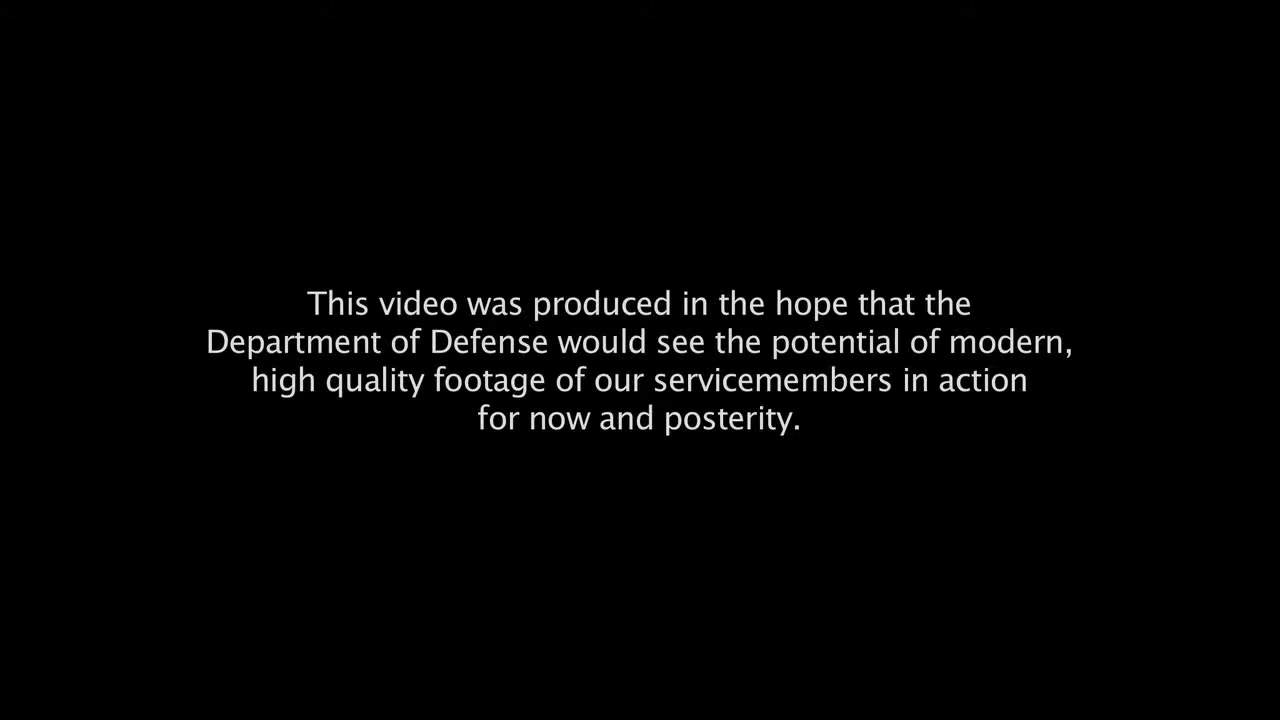 This video was produced in the hope that the
Department of Defense would see the potential of modern,
high quality footage of our servicemembers in action
for now and posterity.